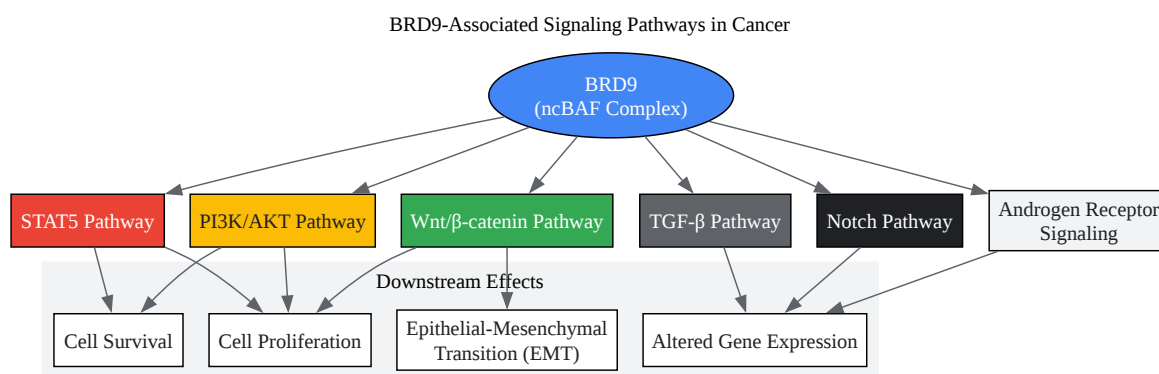 BRD9-Associated Signaling Pathways in Cancer
BRD9
(ncBAF Complex)
STAT5 Pathway
PI3K/AKT Pathway
Wnt/β-catenin Pathway
TGF-β Pathway
Notch Pathway
Androgen Receptor
Signaling
Downstream Effects
Cell Survival
Cell Proliferation
Epithelial-Mesenchymal
Transition (EMT)
Altered Gene Expression